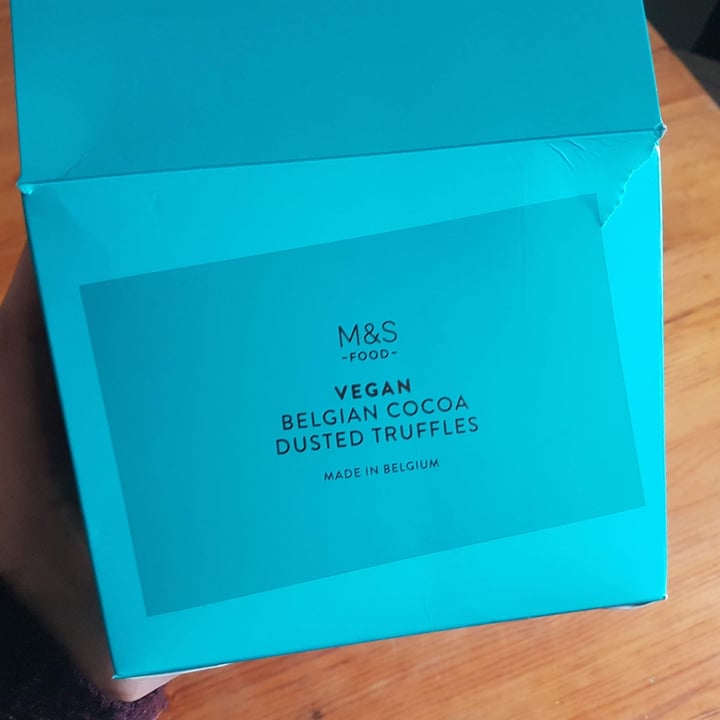 M&S
-FOOD-
VEGAN
BELGIAN COCOA
DUSTED TRUFFLES
MADE IN BELGIUM